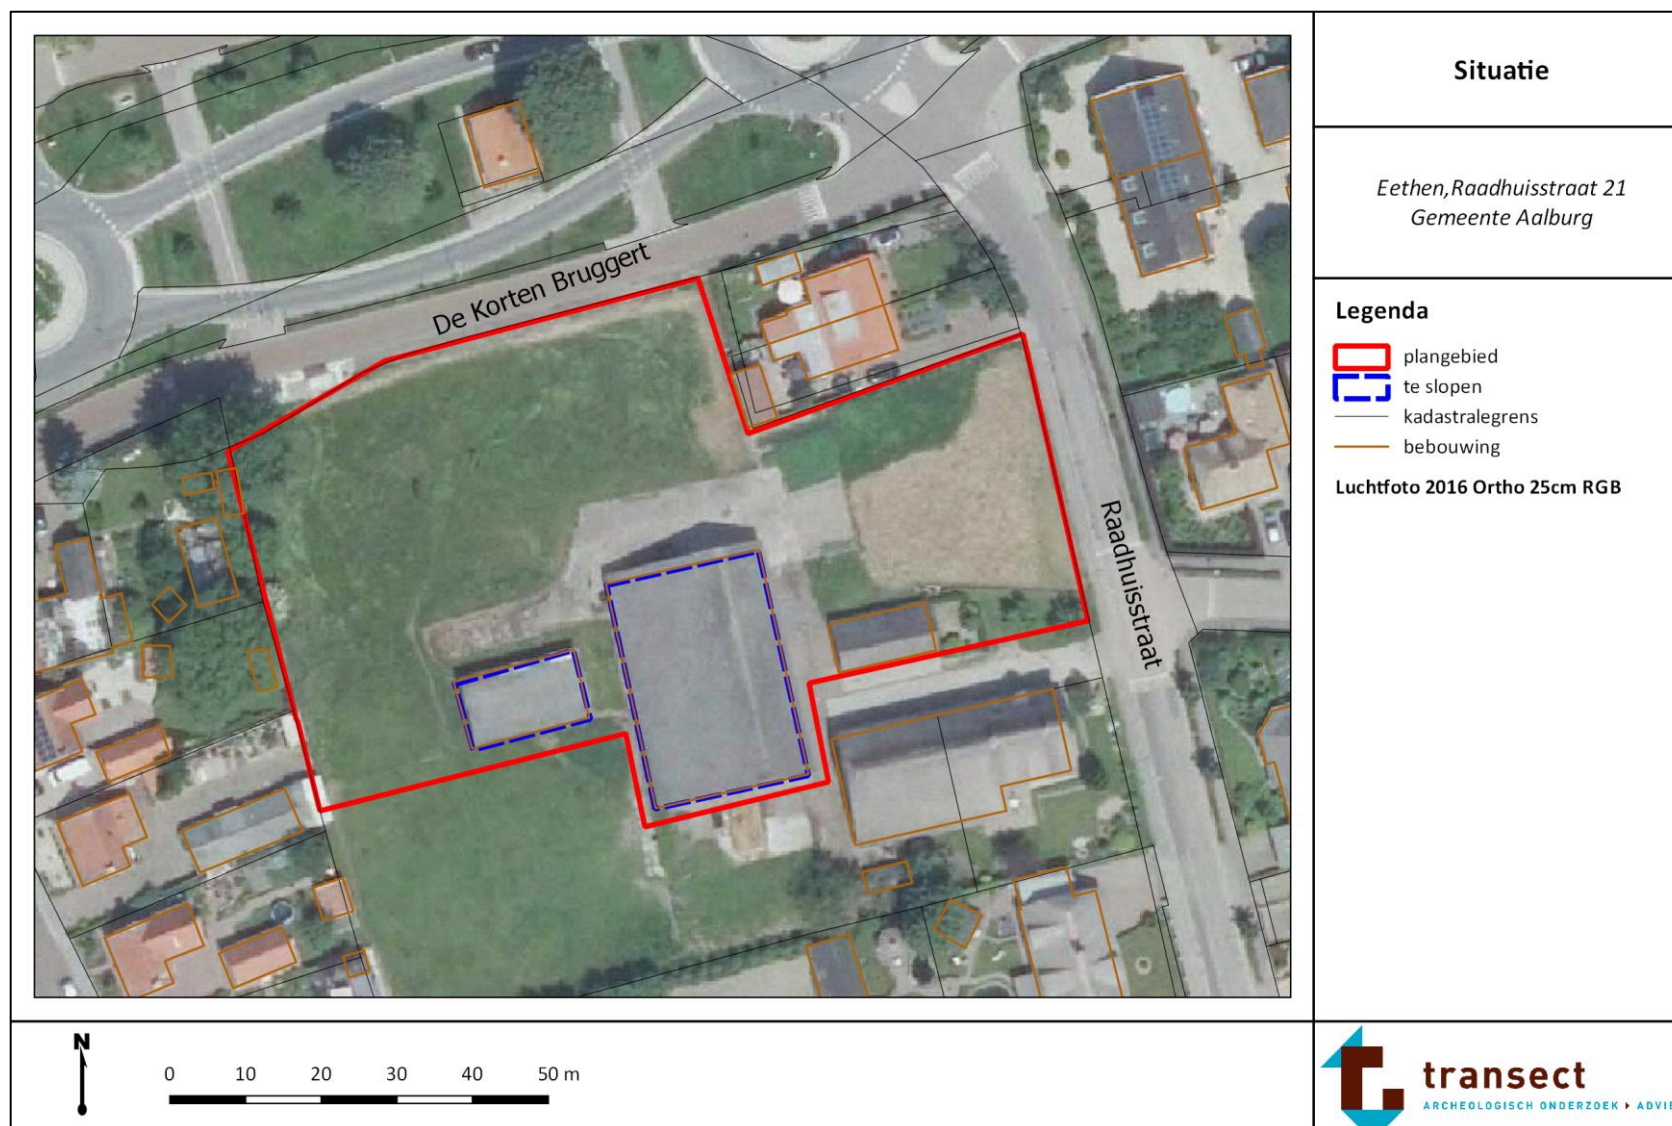 Situatie
Eethen,Raadhuisstraat 21
Gemeente Aalburg
Legenda
plangebied
te slopen
kadastralegrens
bebouwing
Luchtfoto 2016 Ortho 25cm RGB
De Korten Bruggert
Raadhuisstraat
N
0 10 20 30 40 50 m
transect
ARCHEOLOGISCH ONDERZOEK ADVIE